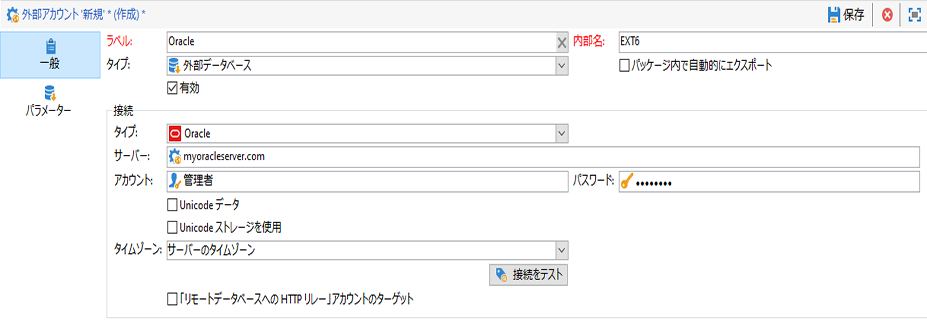 外部アカウント '新規' * (作成) *
保存
一般
パラメーター
ラベル: Oracle 内部名: EXT6
タイプ: 外部データベース パッケージ内で自動的にエクスポート
有効
接続
タイプ: Oracle
サーバー: myoracleserver.com
アカウント: 管理者 パスワード: ••••••••
Unicode データ
Unicode ストレージを使用
タイムゾーン: サーバーのタイムゾーン
接続をテスト
「リモートデータベースへの HTTP リレー」アカウントのターゲット